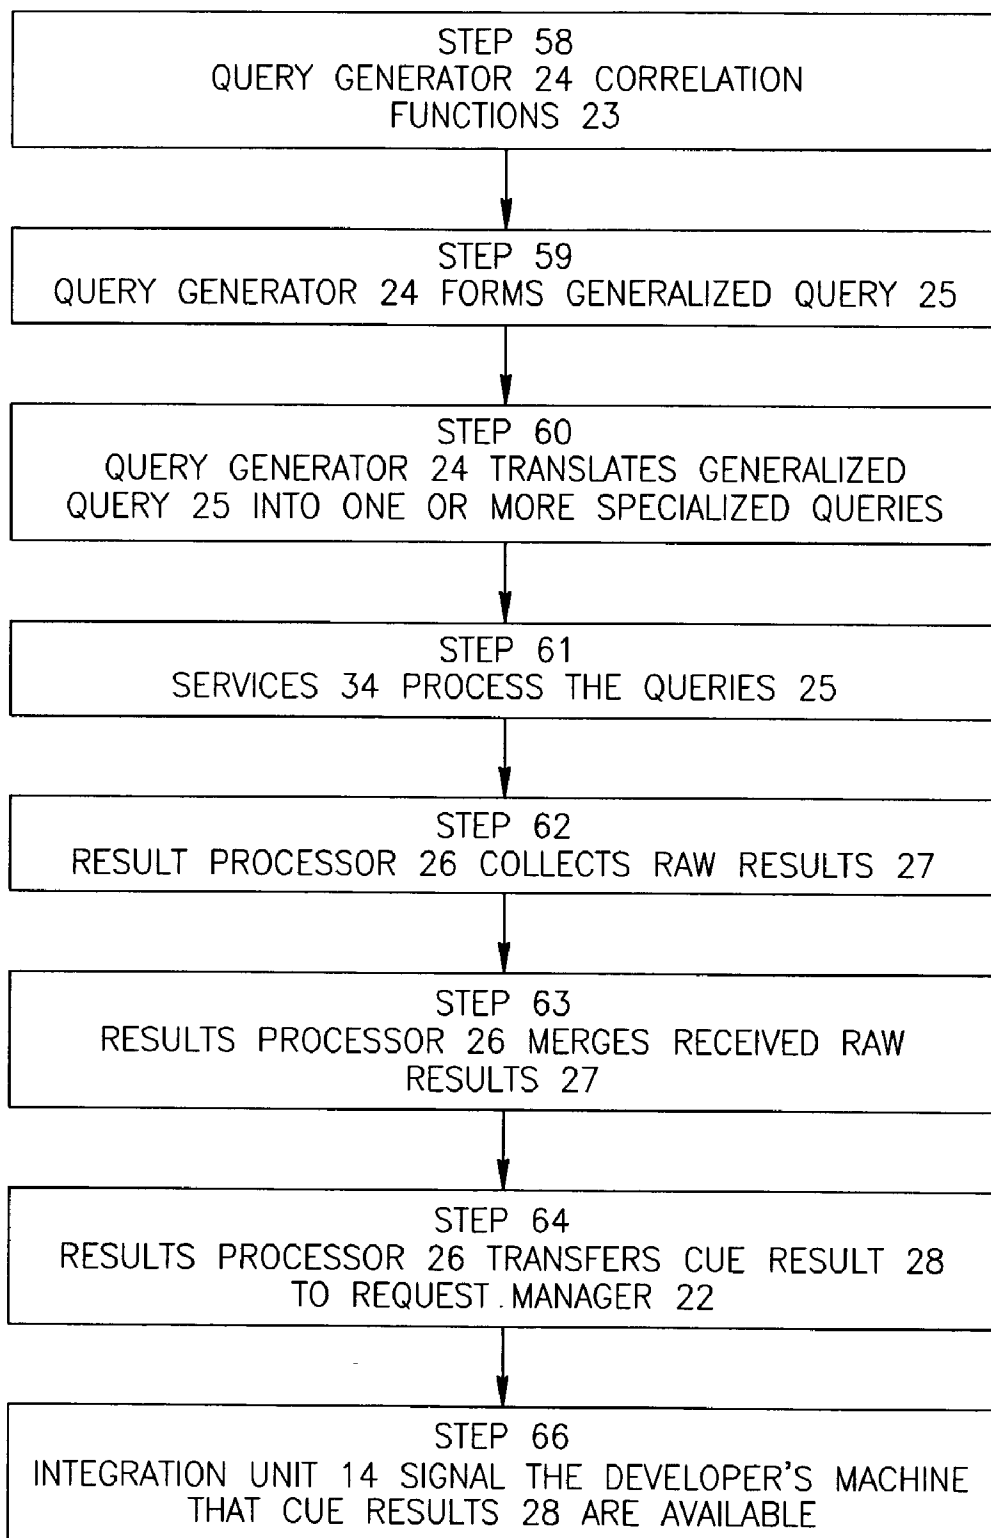 STEP 58
QUERY GENERATOR 24 CORRELATION
FUNCTIONS 23
STEP 59
QUERY GENERATOR 24 FORMS GENERALIZED QUERY 25
STEP 60
QUERY GENERATOR 24 TRANSLATES GENERALIZED
QUERY 25 INTO ONE OR MORE SPECIALIZED QUERIES
STEP 61
SERVICES 34 PROCESS THE QUERIES 25
STEP 62
RESULT PROCESSOR 26 COLLECTS RAW RESULTS 27
STEP 63
RESULTS PROCESSOR 26 MERGES RECEIVED RAW
RESULTS 27
STEP 64
RESULTS PROCESSOR 26 TRANSFERS CUE RESULT 28
TO REQUEST MANAGER 22
STEP 66
INTEGRATION UNIT 14 SIGNAL THE DEVELOPER'S MACHINE
THAT CUE RESULTS 28 ARE AVAILABLE